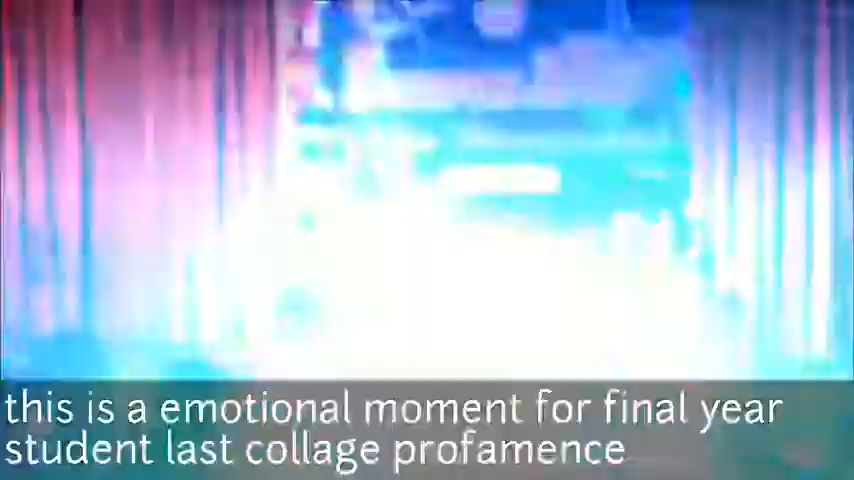 this is a emotional moment for final year
student last collage profamence